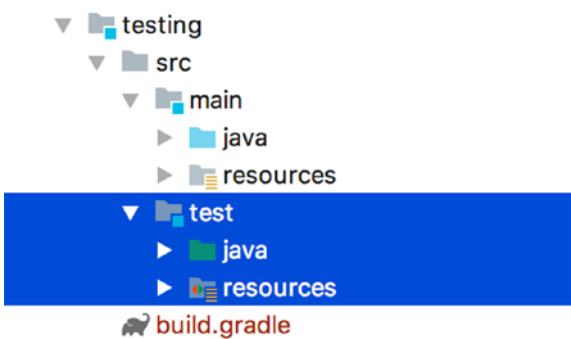 testing
src
main
java
resources
test
java
resources
build.gradle